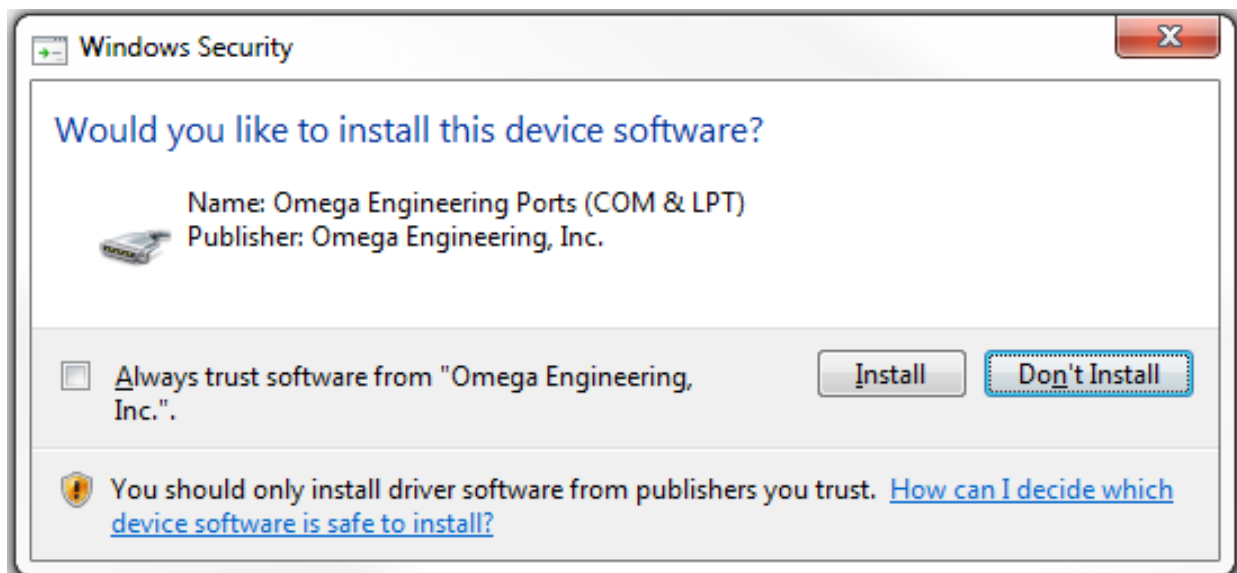 Windows Security
Would you like to install this device software?
Name: Omega Engineering Ports (COM & LPT)
Publisher: Omega Engineering, Inc.
Always trust software from "Omega Engineering,
Inc.".
Install
Don't Install
You should only install driver software from publishers you trust. How can I decide which
device software is safe to install?